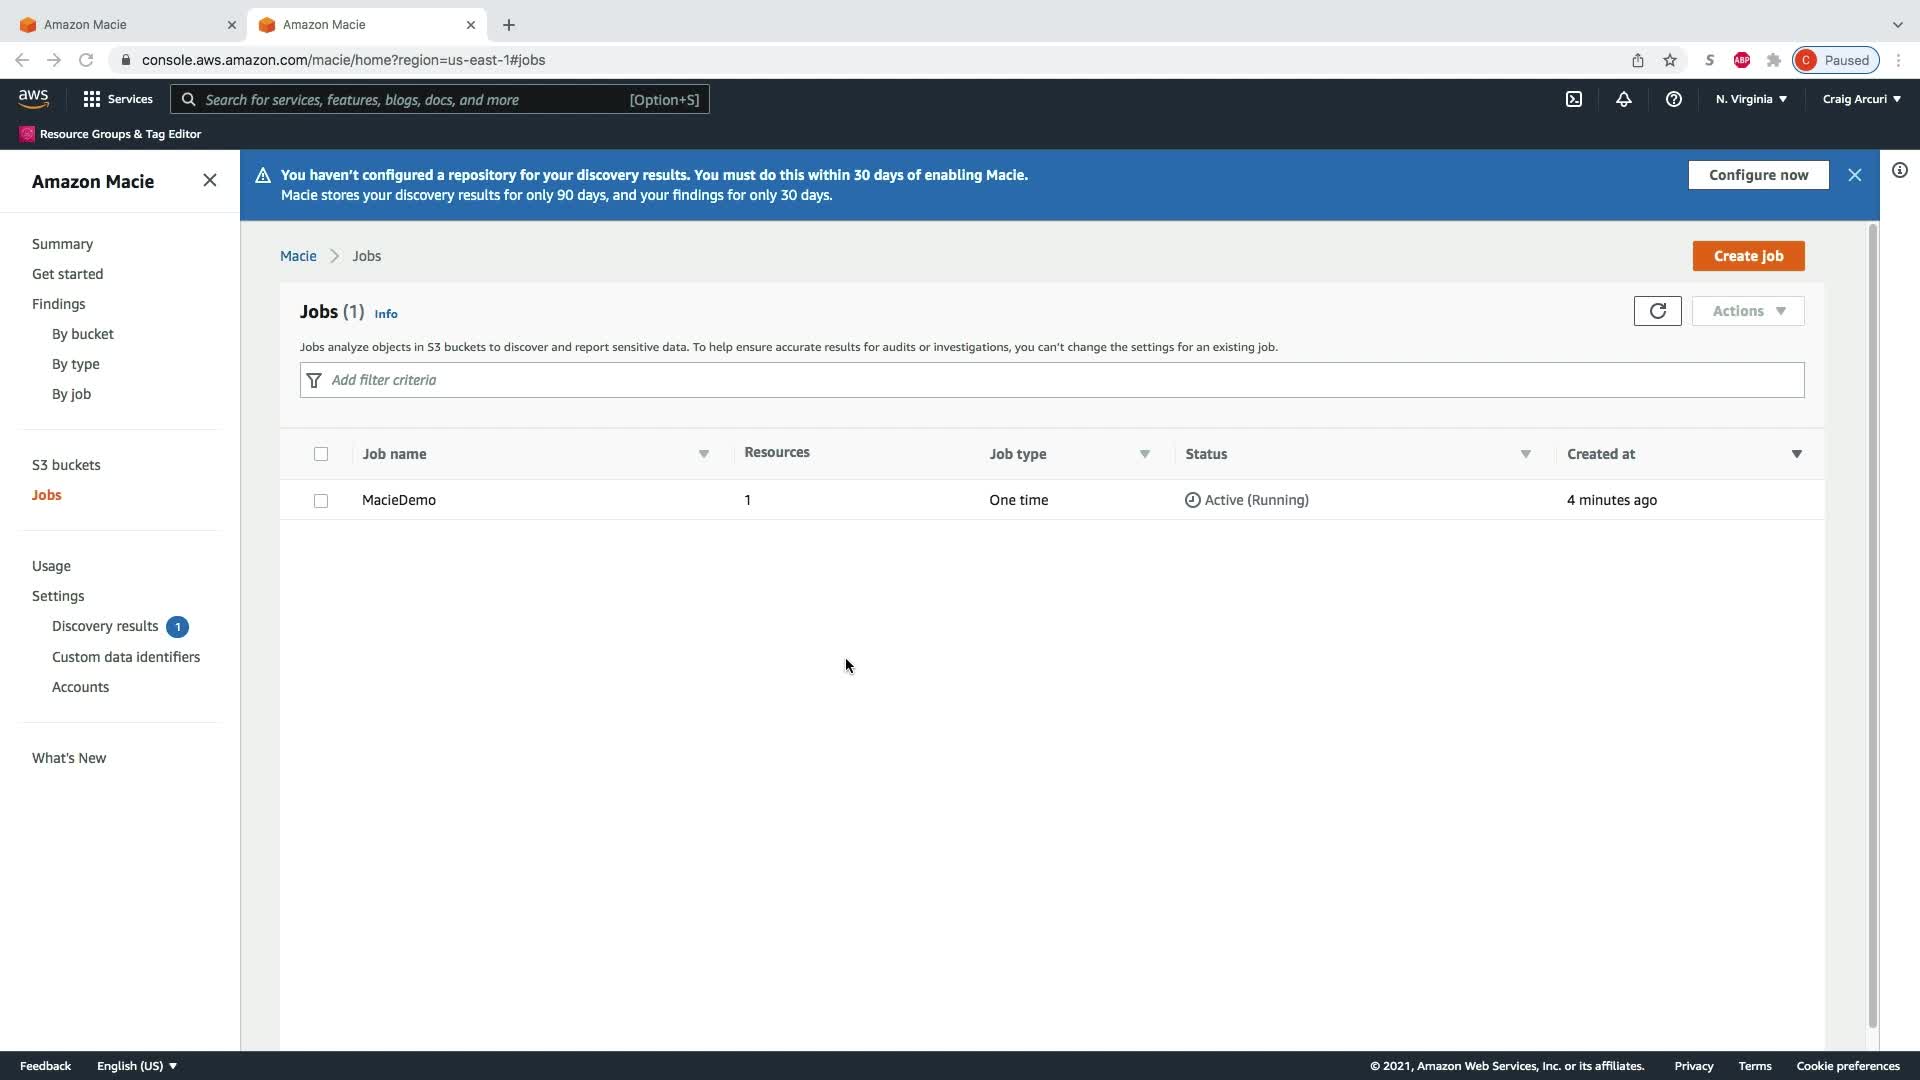 Amazon Macie
Amazon Macie
console.aws.amazon.com/macie/home?region=us-east-1#jobs
S
ABP
C
Paused
aws
Services
Search for services, features, blogs, docs, and more
[Option+S]
N. Virginia
Craig Arcuri
Resource Groups & Tag Editor
Amazon Macie
Summary
Get started
Findings
By bucket
By type
By job
S3 buckets
Jobs
Usage
Settings
Discovery results 1
Custom data identifiers
Accounts
What's New
You haven't configured a repository for your discovery results. You must do this within 30 days of enabling Macie.
Macie stores your discovery results for only 90 days, and your findings for only 30 days.
Configure now
Macie > Jobs
Create job
Jobs (1) Info
Actions
Jobs analyze objects in S3 buckets to discover and report sensitive data. To help ensure accurate results for audits or investigations, you can't change the settings for an existing job.
Add filter criteria
Job name Resources Job type Status Created at
MacieDemo 1 One time Active (Running) 4 minutes ago
Feedback English (US) © 2021, Amazon Web Services, Inc. or its affiliates. Privacy Terms Cookie preferences